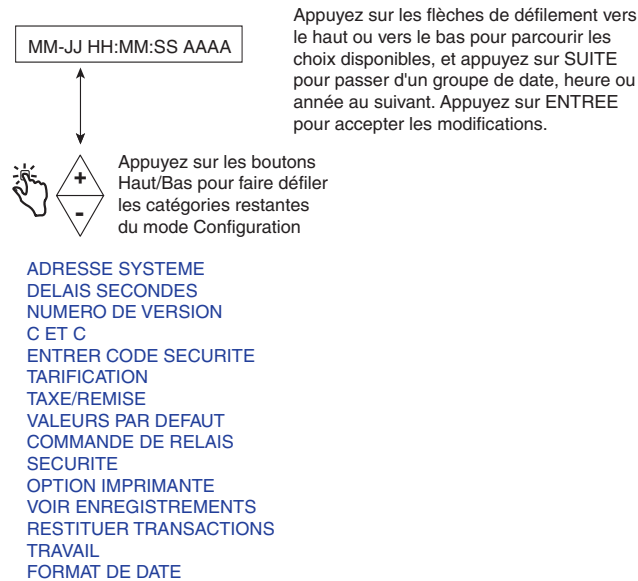 MM-JJ HH:MM:SS AAAA
Appuyez sur les flèches de défilement vers
le haut ou vers le bas pour parcourir les
choix disponibles, et appuyez sur SUITE
pour passer d'un groupe de date, heure ou
année au suivant. Appuyez sur ENTREE
pour accepter les modifications.
+
-
Appuyez sur les boutons
Haut/Bas pour faire défiler
les catégories restantes
du mode Configuration
ADRESSE SYSTEME
DELAIS SECONDES
NUMERO DE VERSION
C ET C
ENTRER CODE SECURITE
TARIFICATION
TAXE/REMISE
VALEURS PAR DEFAUT
COMMANDE DE RELAIS
SECURITE
OPTION IMPRIMANTE
VOIR ENREGISTREMENTS
RESTITUER TRANSACTIONS
TRAVAIL
FORMAT DE DATE